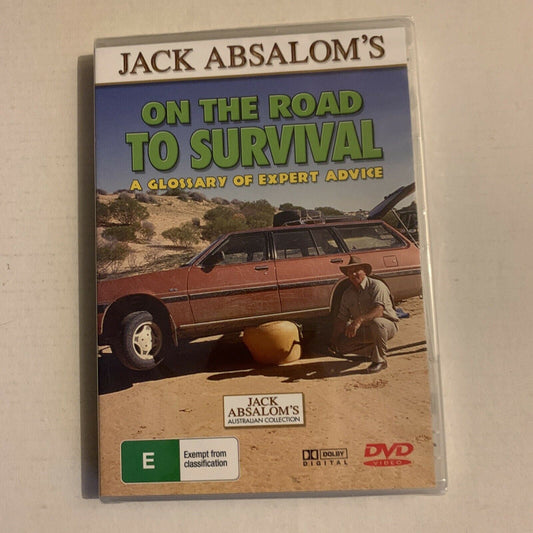 JACK ABSALOM'S
ON THE ROAD
TO SURVIVAL
A GLOSSARY OF EXPERT ADVICE
JACK
ABSALOM'S
AUSTRALIAN COLLECTION
E
Exempt from
classification
DOLBY
DIGITAL
DVD
VIDEO